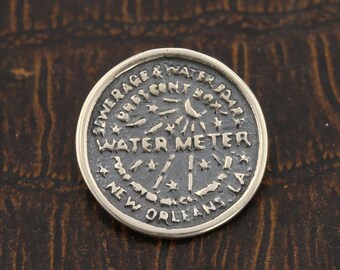 SEWERAGE & WATER BOARD
CRESCENT BOX
WATER METER
NEW ORLEANS, LA.